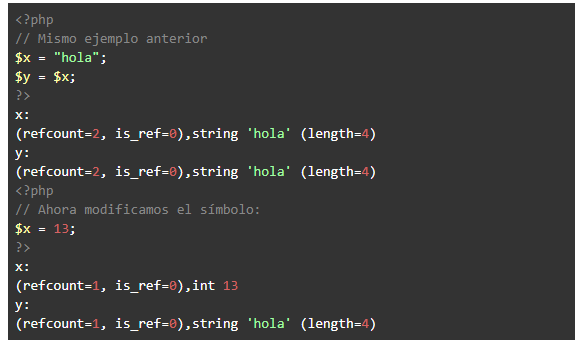 <?php
// Mismo ejemplo anterior
$x = "hola";
$y = $x;
?>
x:
(refcount=2, is_ref=0),string 'hola' (length=4)
y:
(refcount=2, is_ref=0),string 'hola' (length=4)
<?php
// Ahora modificamos el símbolo:
$x = 13;
?>
x:
(refcount=1, is_ref=0),int 13
y:
(refcount=1, is_ref=0),string 'hola' (length=4)